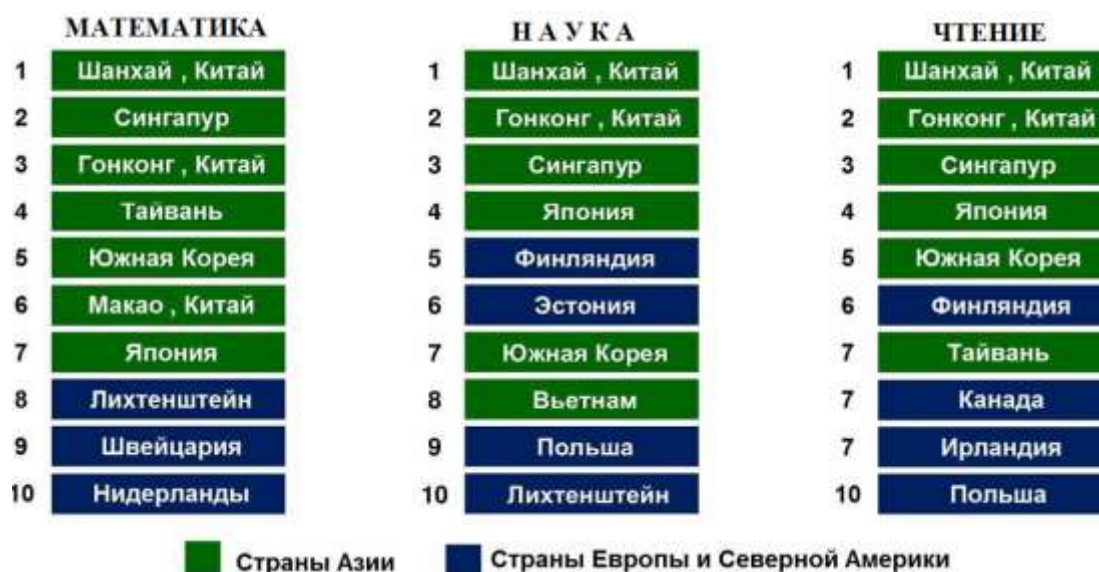 МАТЕМАТИКА
1 Шанхай , Китай
2 Сингапур
3 Гонконг , Китай
4 Тайвань
5 Южная Корея
6 Макао , Китай
7 Япония
8 Лихтенштейн
9 Швейцария
10 Нидерланды
Н А У К А
1 Шанхай , Китай
2 Гонконг , Китай
3 Сингапур
4 Япония
5 Финляндия
6 Эстония
7 Южная Корея
8 Вьетнам
9 Польша
10 Лихтенштейн
ЧТЕНИЕ
1 Шанхай , Китай
2 Гонконг , Китай
3 Сингапур
4 Япония
5 Южная Корея
6 Финляндия
7 Тайвань
7 Канада
7 Ирландия
10 Польша
Страны Азии
Страны Европы и Северной Америки